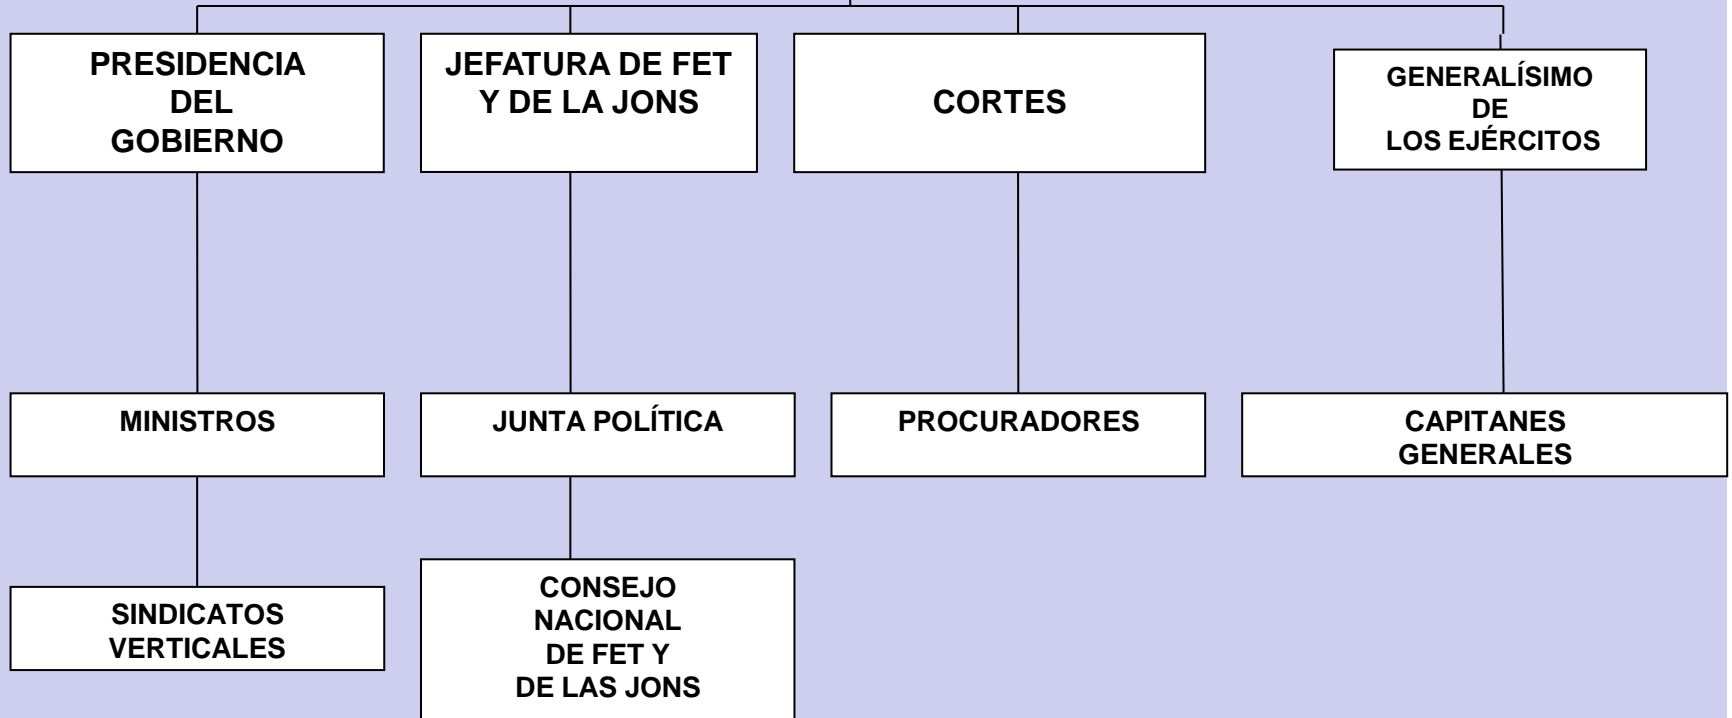 PRESIDENCIA
DEL
GOBIERNO
JEFATURA DE FET
Y DE LA JONS
CORTES
GENERALÍSIMO
DE
LOS EJÉRCITOS
MINISTROS
JUNTA POLÍTICA
PROCURADORES
CAPITANES
GENERALES
SINDICATOS
VERTICALES
CONSEJO
NACIONAL
DE FET Y
DE LAS JONS